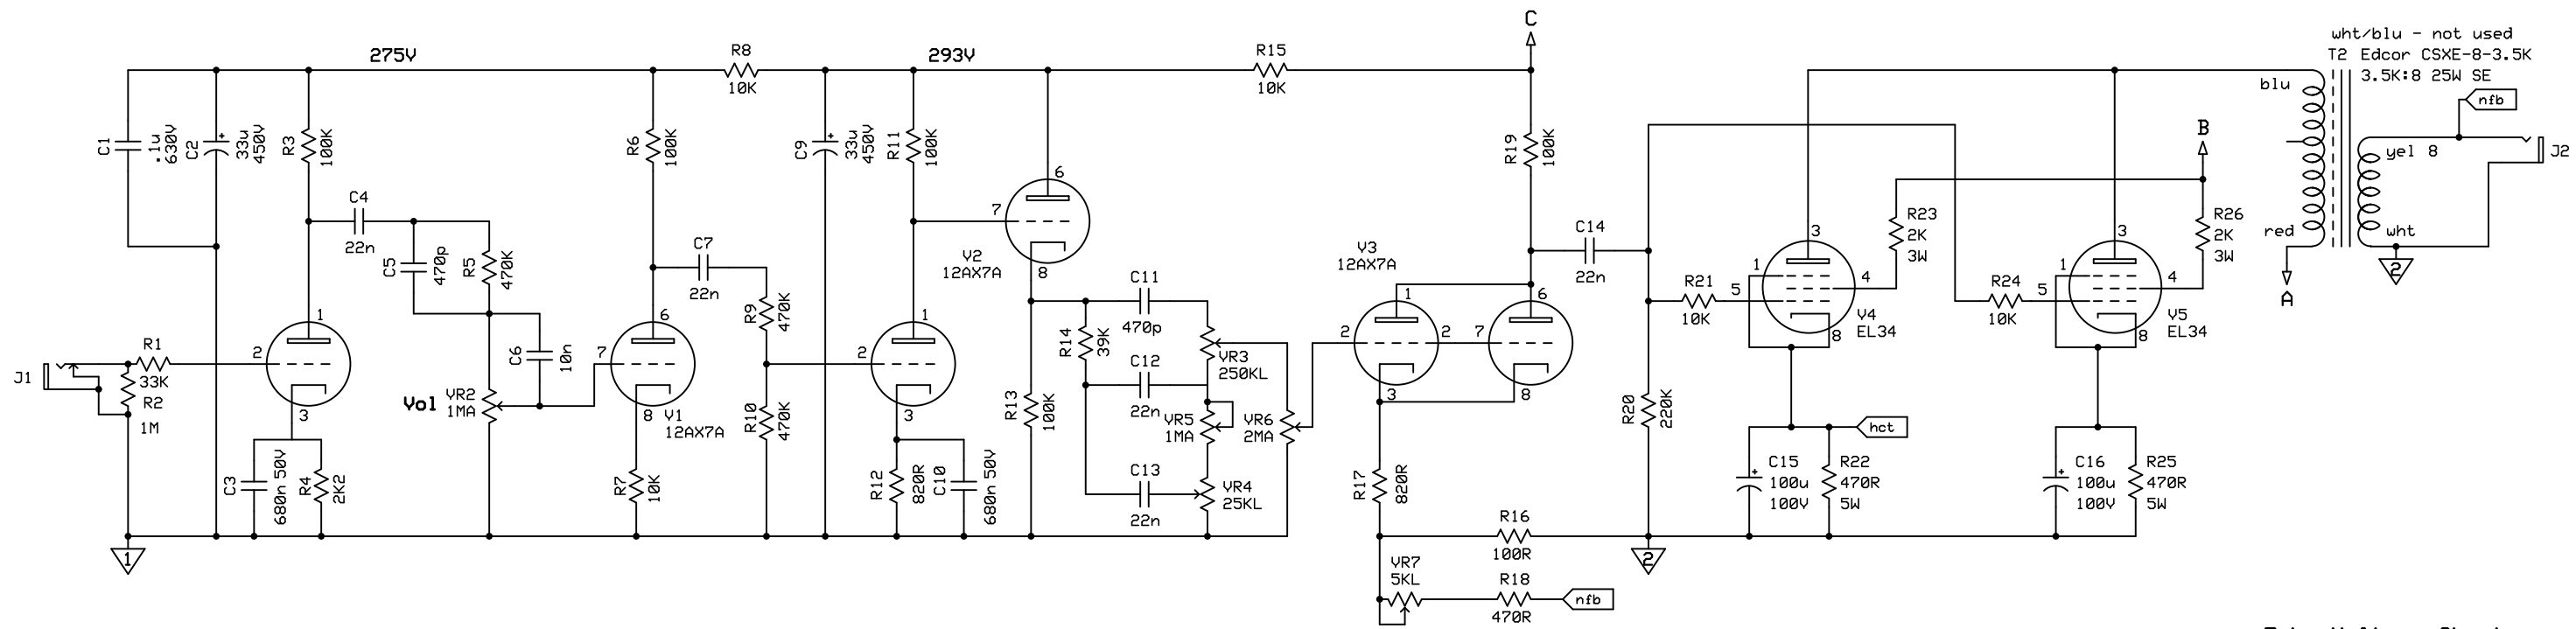 C
wht/blu - not used
T2 Edcor CSXE-8-3.5K
3.5K:8 25W SE
275V
R8
10K
293V
R15
10K
blu
nfb
C1
.1u
630V
C2
33u
450V
R3
100K
R6
100K
C9
33u
450V
R11
100K
R19
100K
B
yel 8
J2
C4
22n
C5
470p
R5
470K
C7
22n
R9
470K
6
7
V2
12AX7A
8
C14
22n
R23
2K
3W
R26
2K
3W
red
wht
2
A
3
1
4
5
R21
10K
V4
EL34
8
3
1
4
5
R24
10K
V5
EL34
8
J1
R1
33K
R2
1M
2
1
3
C6
10n
Vol
VR2
1MA
6
7
8
V1
12AX7A
R10
470K
1
2
3
R14
39K
C11
470p
C12
22n
VR3
250KL
V3
12AX7A
1
2
2
3
6
7
8
R13
100K
VR5
1MA
VR6
2MA
C13
22n
VR4
25KL
R20
220K
hct
C3
680n 50V
R4
2K2
R7
10K
R12
820R
C10
680n 50V
R17
820R
C15
100u
100V
R22
470R
5W
C16
100u
100V
R25
470R
5W
1
R16
100R
2
VR7
5KL
R18
470R
nfb